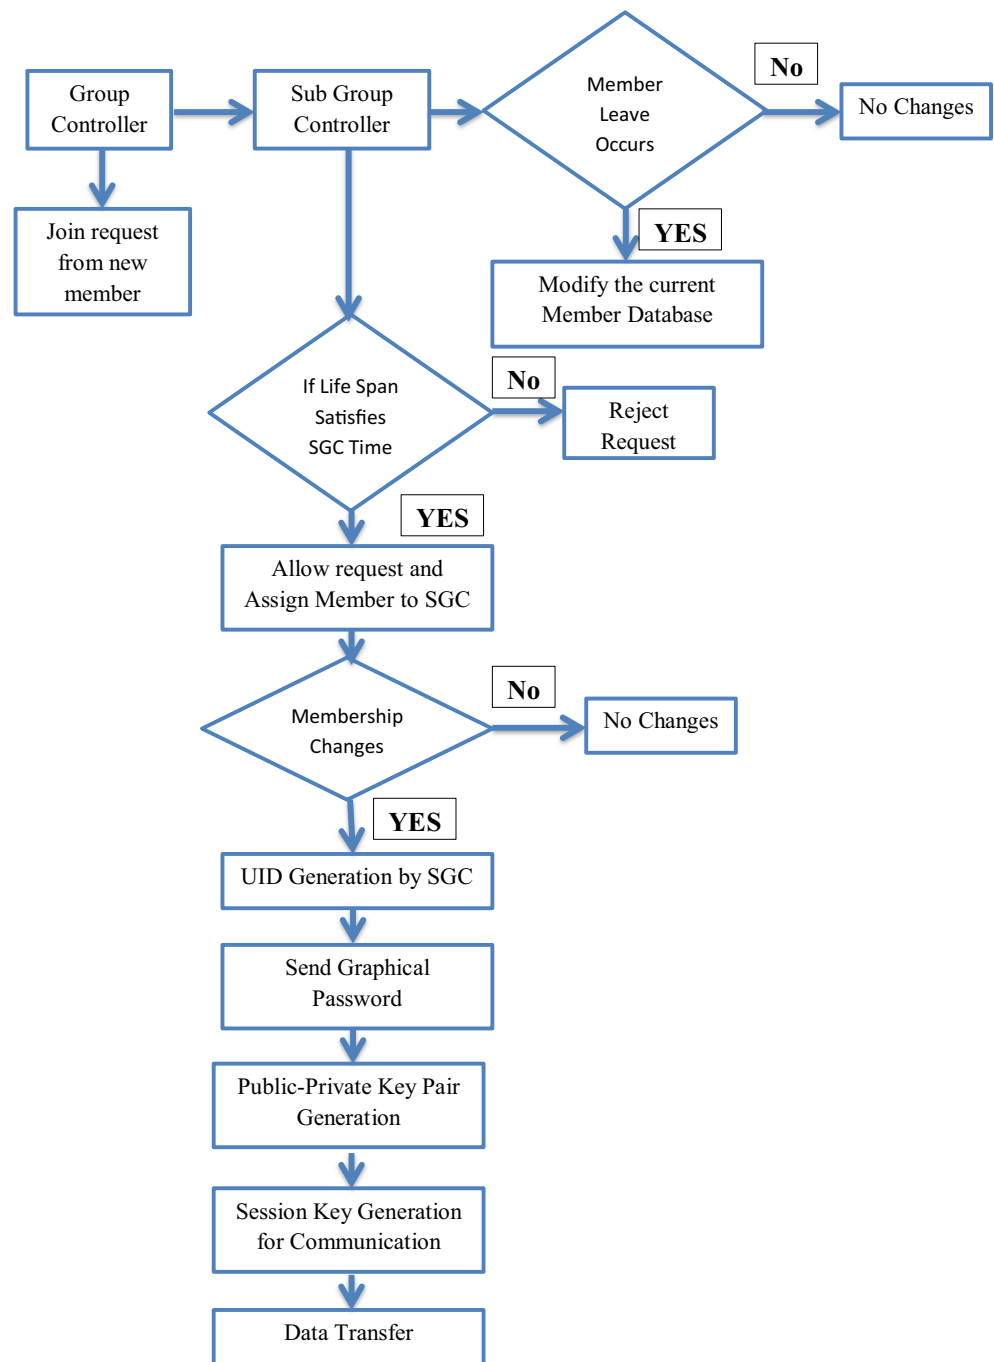 Group
Controller
Sub Group
Controller
Member
Leave
Occurs
No
No Changes
Join request
from new
member
YES
Modify the current
Member Database
If Life Span
Satisfies
SGC Time
No
Reject
Request
YES
Allow request and
Assign Member to SGC
Membership
Changes
No
No Changes
YES
UID Generation by SGC
Send Graphical
Password
Public-Private Key Pair
Generation
Session Key Generation
for Communication
Data Transfer